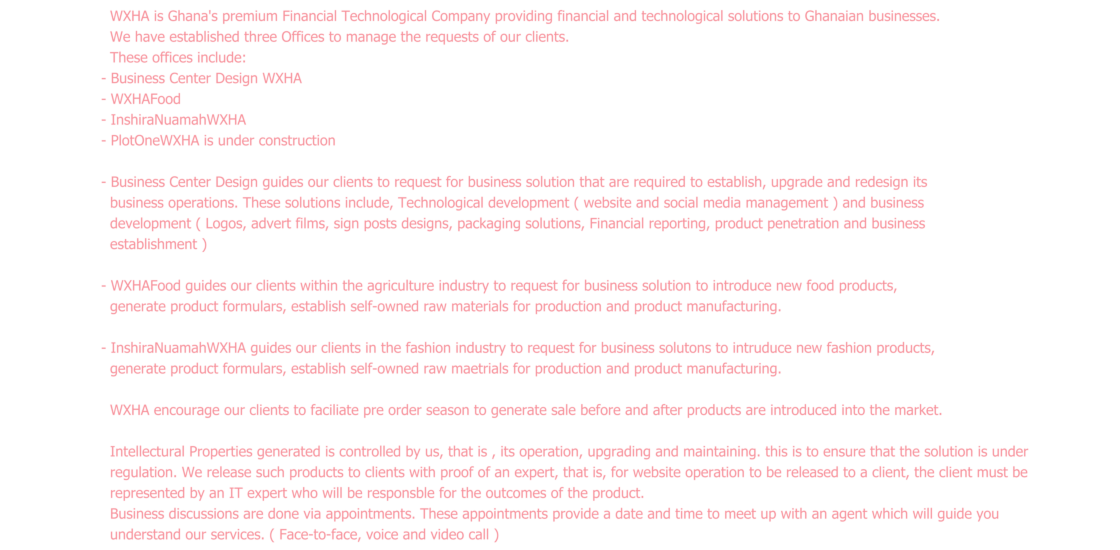 WXHA is Ghana's premium Financial Technological Company providing financial and technological solutions to Ghanaian businesses.
We have established three Offices to manage the requests of our clients.
These offices include:
- Business Center Design WXHA
- WXHAFood
- InshiraNuamahWXHA
- PlotOneWXHA is under construction
- Business Center Design guides our clients to request for business solution that are required to establish, upgrade and redesign its
business operations. These solutions include, Technological development ( website and social media management ) and business
development ( Logos, advert films, sign posts designs, packaging solutions, Financial reporting, product penetration and business
establishment )
- WXHAFood guides our clients within the agriculture industry to request for business solution to introduce new food products,
generate product formulars, establish self-owned raw materials for production and product manufacturing.
- InshiraNuamahWXHA guides our clients in the fashion industry to request for business solutons to intruduce new fashion products,
generate product formulars, establish self-owned raw maetrials for production and product manufacturing.
WXHA encourage our clients to faciliate pre order season to generate sale before and after products are introduced into the market.
Intellectural Properties generated is controlled by us, that is , its operation, upgrading and maintaining. this is to ensure that the solution is under
regulation. We release such products to clients with proof of an expert, that is, for website operation to be released to a client, the client must be
represented by an IT expert who will be responsble for the outcomes of the product.
Business discussions are done via appointments. These appointments provide a date and time to meet up with an agent which will guide you
understand our services. ( Face-to-face, voice and video call )